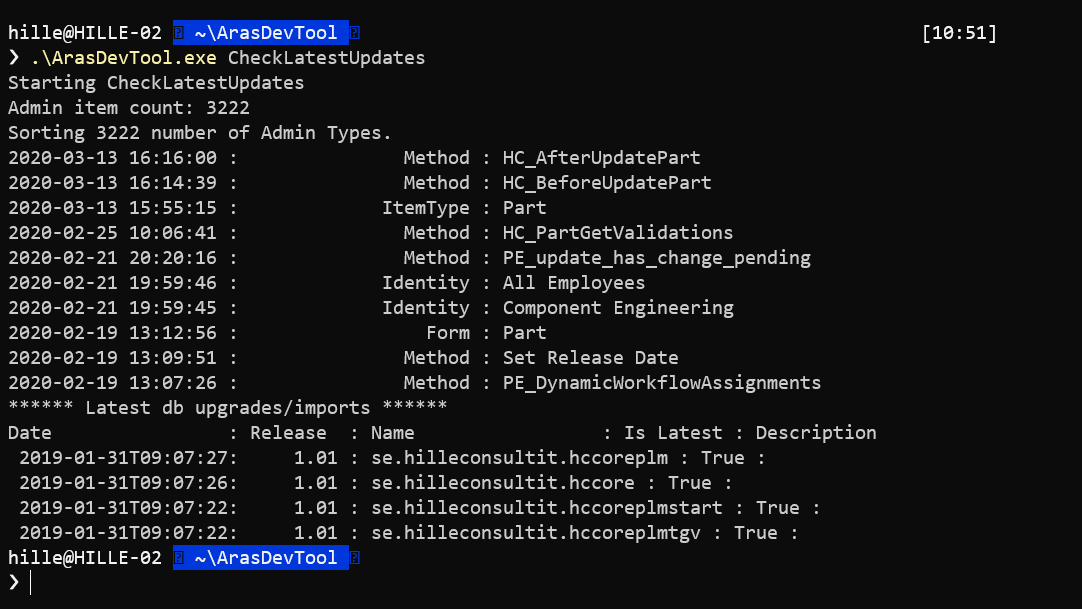 hille@HILLE-02 ~\ArasDevTool [10:51]
❯ .\ArasDevTool.exe CheckLatestUpdates
Starting CheckLatestUpdates
Admin item count: 3222
Sorting 3222 number of Admin Types.
2020-03-13 16:16:00 :               Method : HC_AfterUpdatePart
2020-03-13 16:14:39 :               Method : HC_BeforeUpdatePart
2020-03-13 15:55:15 :             ItemType : Part
2020-02-25 10:06:41 :               Method : HC_PartGetValidations
2020-02-21 20:20:16 :               Method : PE_update_has_change_pending
2020-02-21 19:59:46 :             Identity : All Employees
2020-02-21 19:59:45 :             Identity : Component Engineering
2020-02-19 13:12:56 :                 Form : Part
2020-02-19 13:09:51 :               Method : Set Release Date
2020-02-19 13:07:26 :               Method : PE_DynamicWorkflowAssignments
****** Latest db upgrades/imports ******
Date                : Release  : Name                 : Is Latest : Description
 2019-01-31T09:07:27:     1.01 : se.hilleconsultit.hccoreplm : True :
 2019-01-31T09:07:26:     1.01 : se.hilleconsultit.hccore : True :
 2019-01-31T09:07:22:     1.01 : se.hilleconsultit.hccoreplmstart : True :
 2019-01-31T09:07:22:     1.01 : se.hilleconsultit.hccoreplmtgv : True :
hille@HILLE-02 ~\ArasDevTool
❯